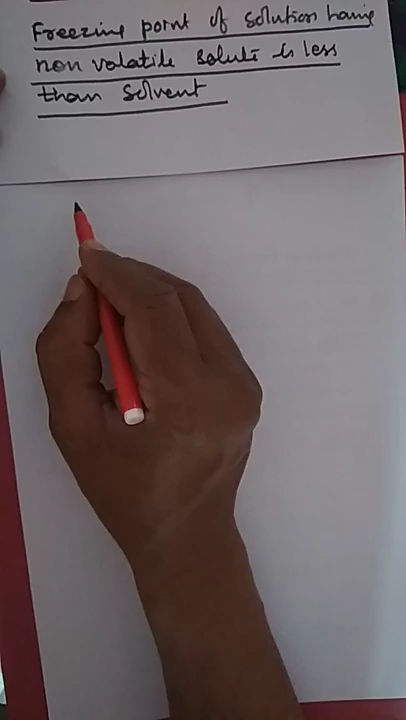 Freezing point of solution having
non volatile solute is less
than solvent